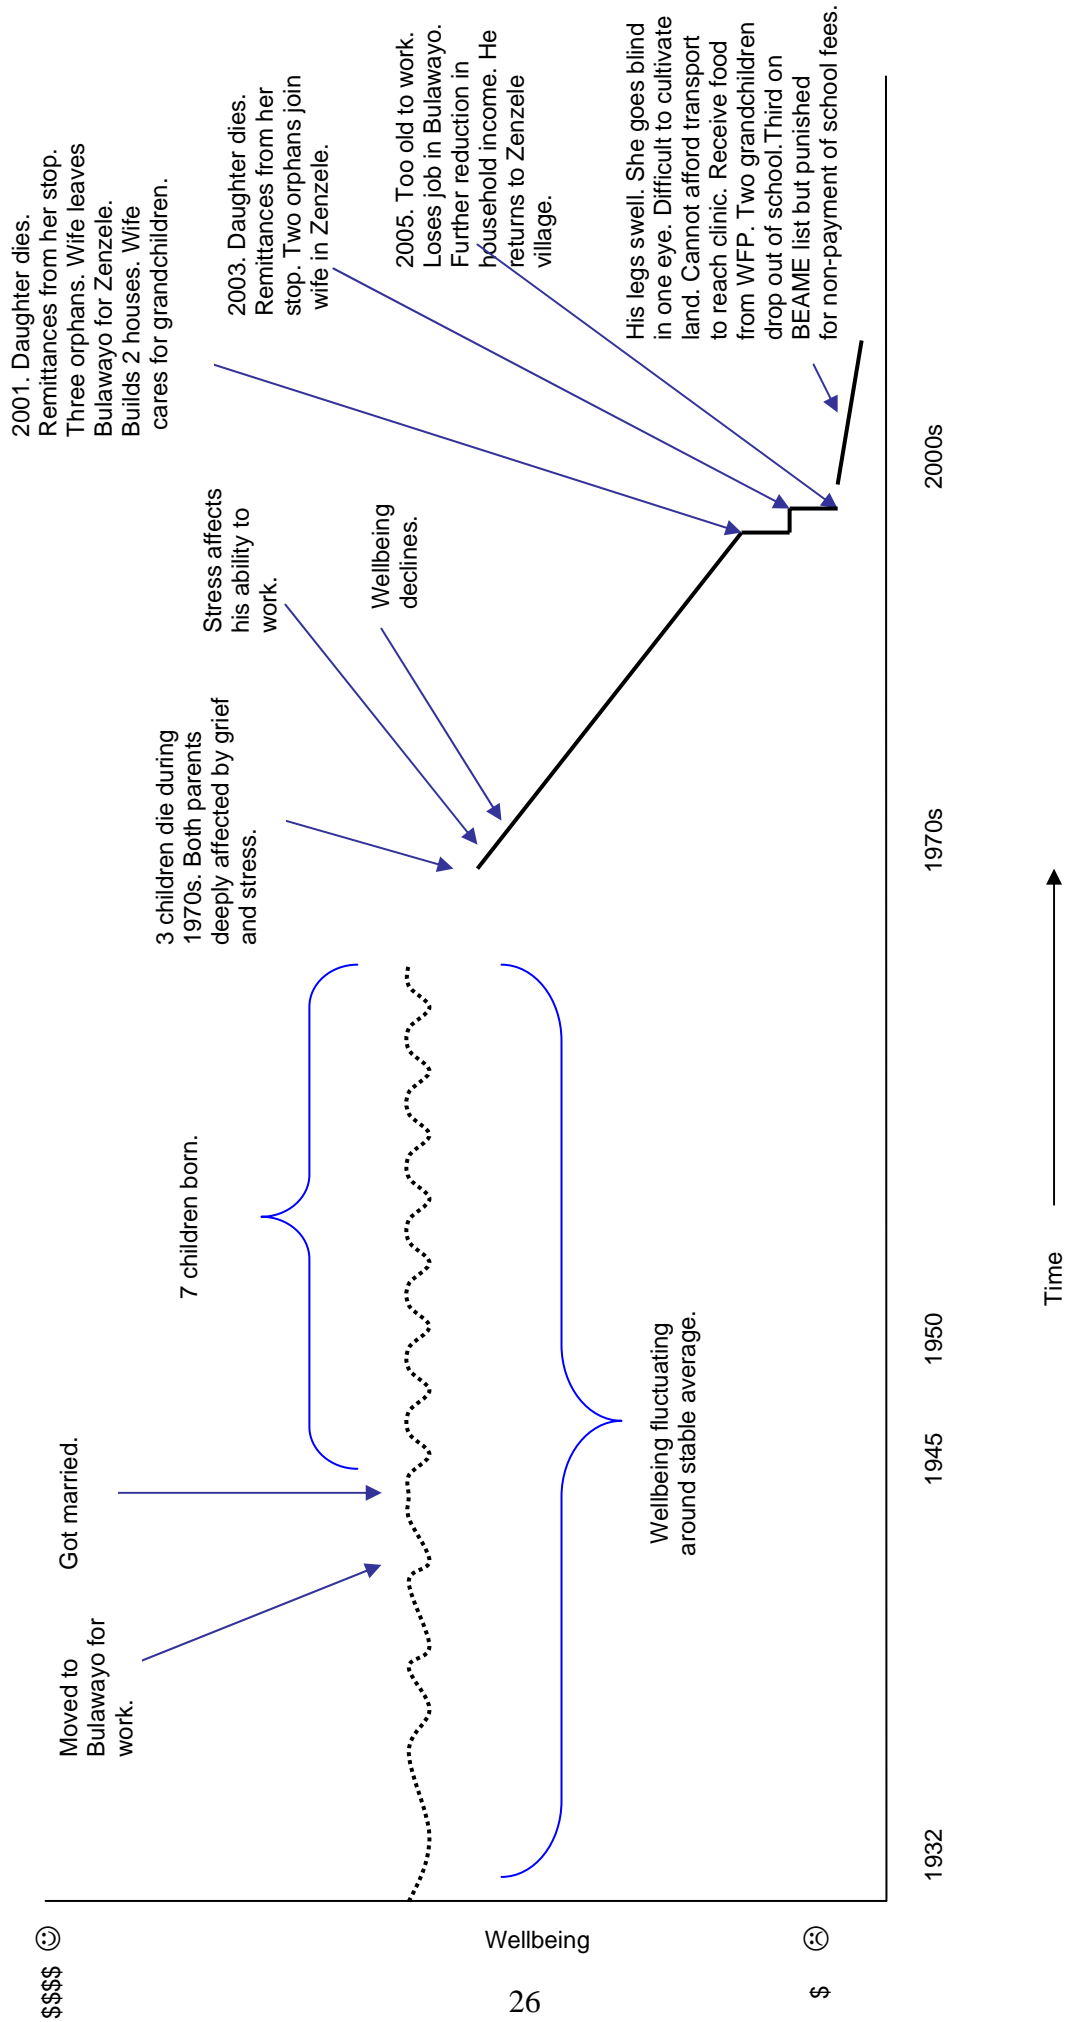 $$$$ ☺
Wellbeing
$ ☹
Moved to
Bulawayo for
work.
Got married.
7 children born.
Wellbeing fluctuating
around stable average.
3 children die during
1970s. Both parents
deeply affected by grief
and stress.
Stress affects
his ability to
work.
Wellbeing
declines.
2001. Daughter dies.
Remittances from her stop.
Three orphans. Wife leaves
Bulawayo for Zenzele.
Builds 2 houses. Wife
cares for grandchildren.
2003. Daughter dies.
Remittances from her
stop. Two orphans join
wife in Zenzele.
2005. Too old to work.
Loses job in Bulawayo.
Further reduction in
household income. He
returns to Zenzele
village.
His legs swell. She goes blind
in one eye. Difficult to cultivate
land. Cannot afford transport
to reach clinic. Receive food
from WFP. Two grandchildren
drop out of school.Third on
BEAME list but punished
for non-payment of school fees.
1932
1945
1950
1970s
2000s
Time
26